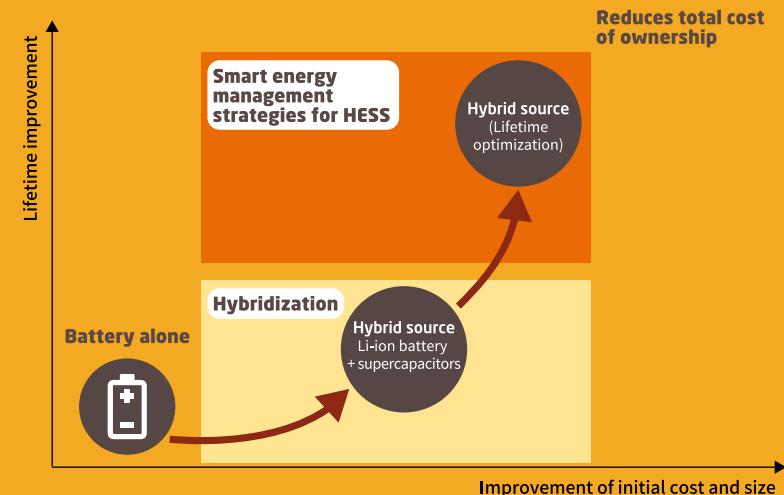 Reduces total cost
of ownership
Lifetime improvement
Smart energy
management
strategies for HESS
Hybrid source
(Lifetime
optimization)
Hybridization
Hybrid source
Li-ion battery
+ supercapacitors
Battery alone
Improvement of initial cost and size